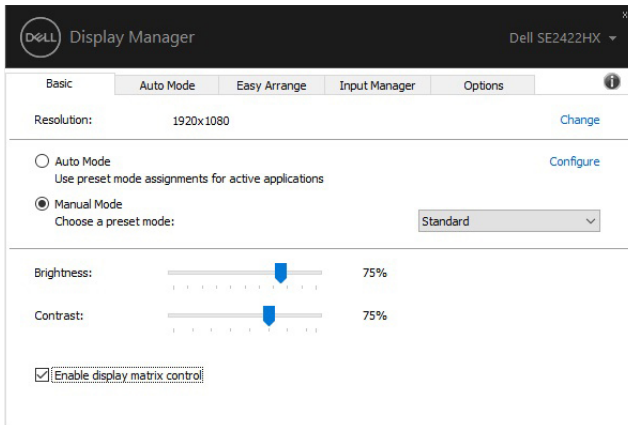 DELL Display Manager
Dell SE2422HX
Basic
Auto Mode
Easy Arrange
Input Manager
Options
Resolution: 1920x1080 Change
Auto Mode Configure
Use preset mode assignments for active applications
Manual Mode
Choose a preset mode: Standard
Brightness: 75%
Contrast: 75%
Enable display matrix control